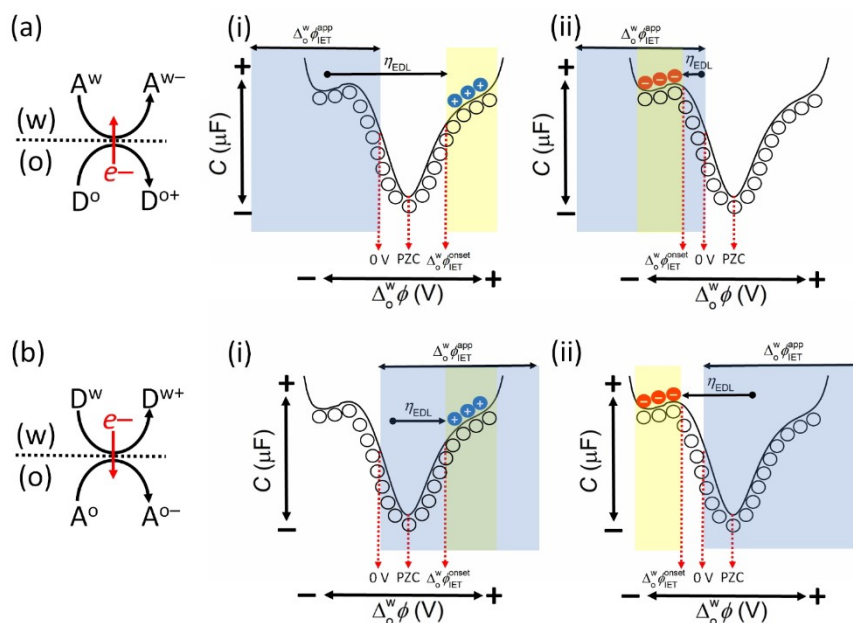 (a)
A^w A^w−
(w)
(o)
e−
D^o D^o+
(i)
Δ_o^w ϕ_IET^app
η_EDL
+
C (µF)
−
+ + +
0 V PZC Δ_o^w ϕ_IET^onset
− Δ_o^w ϕ (V) +
(ii)
Δ_o^w ϕ_IET^app
η_EDL
+
C (µF)
−
− − −
Δ_o^w ϕ_IET^onset 0 V PZC
− Δ_o^w ϕ (V) +
(b)
D^w D^w+
(w)
e−
(o)
A^o A^o−
(i)
Δ_o^w ϕ_IET^app
η_EDL
+
C (µF)
−
+ + +
0 V PZC Δ_o^w ϕ_IET^onset
− Δ_o^w ϕ (V) +
(ii)
Δ_o^w ϕ_IET^app
η_EDL
+
C (µF)
−
− − −
Δ_o^w ϕ_IET^onset 0 V PZC
− Δ_o^w ϕ (V) +